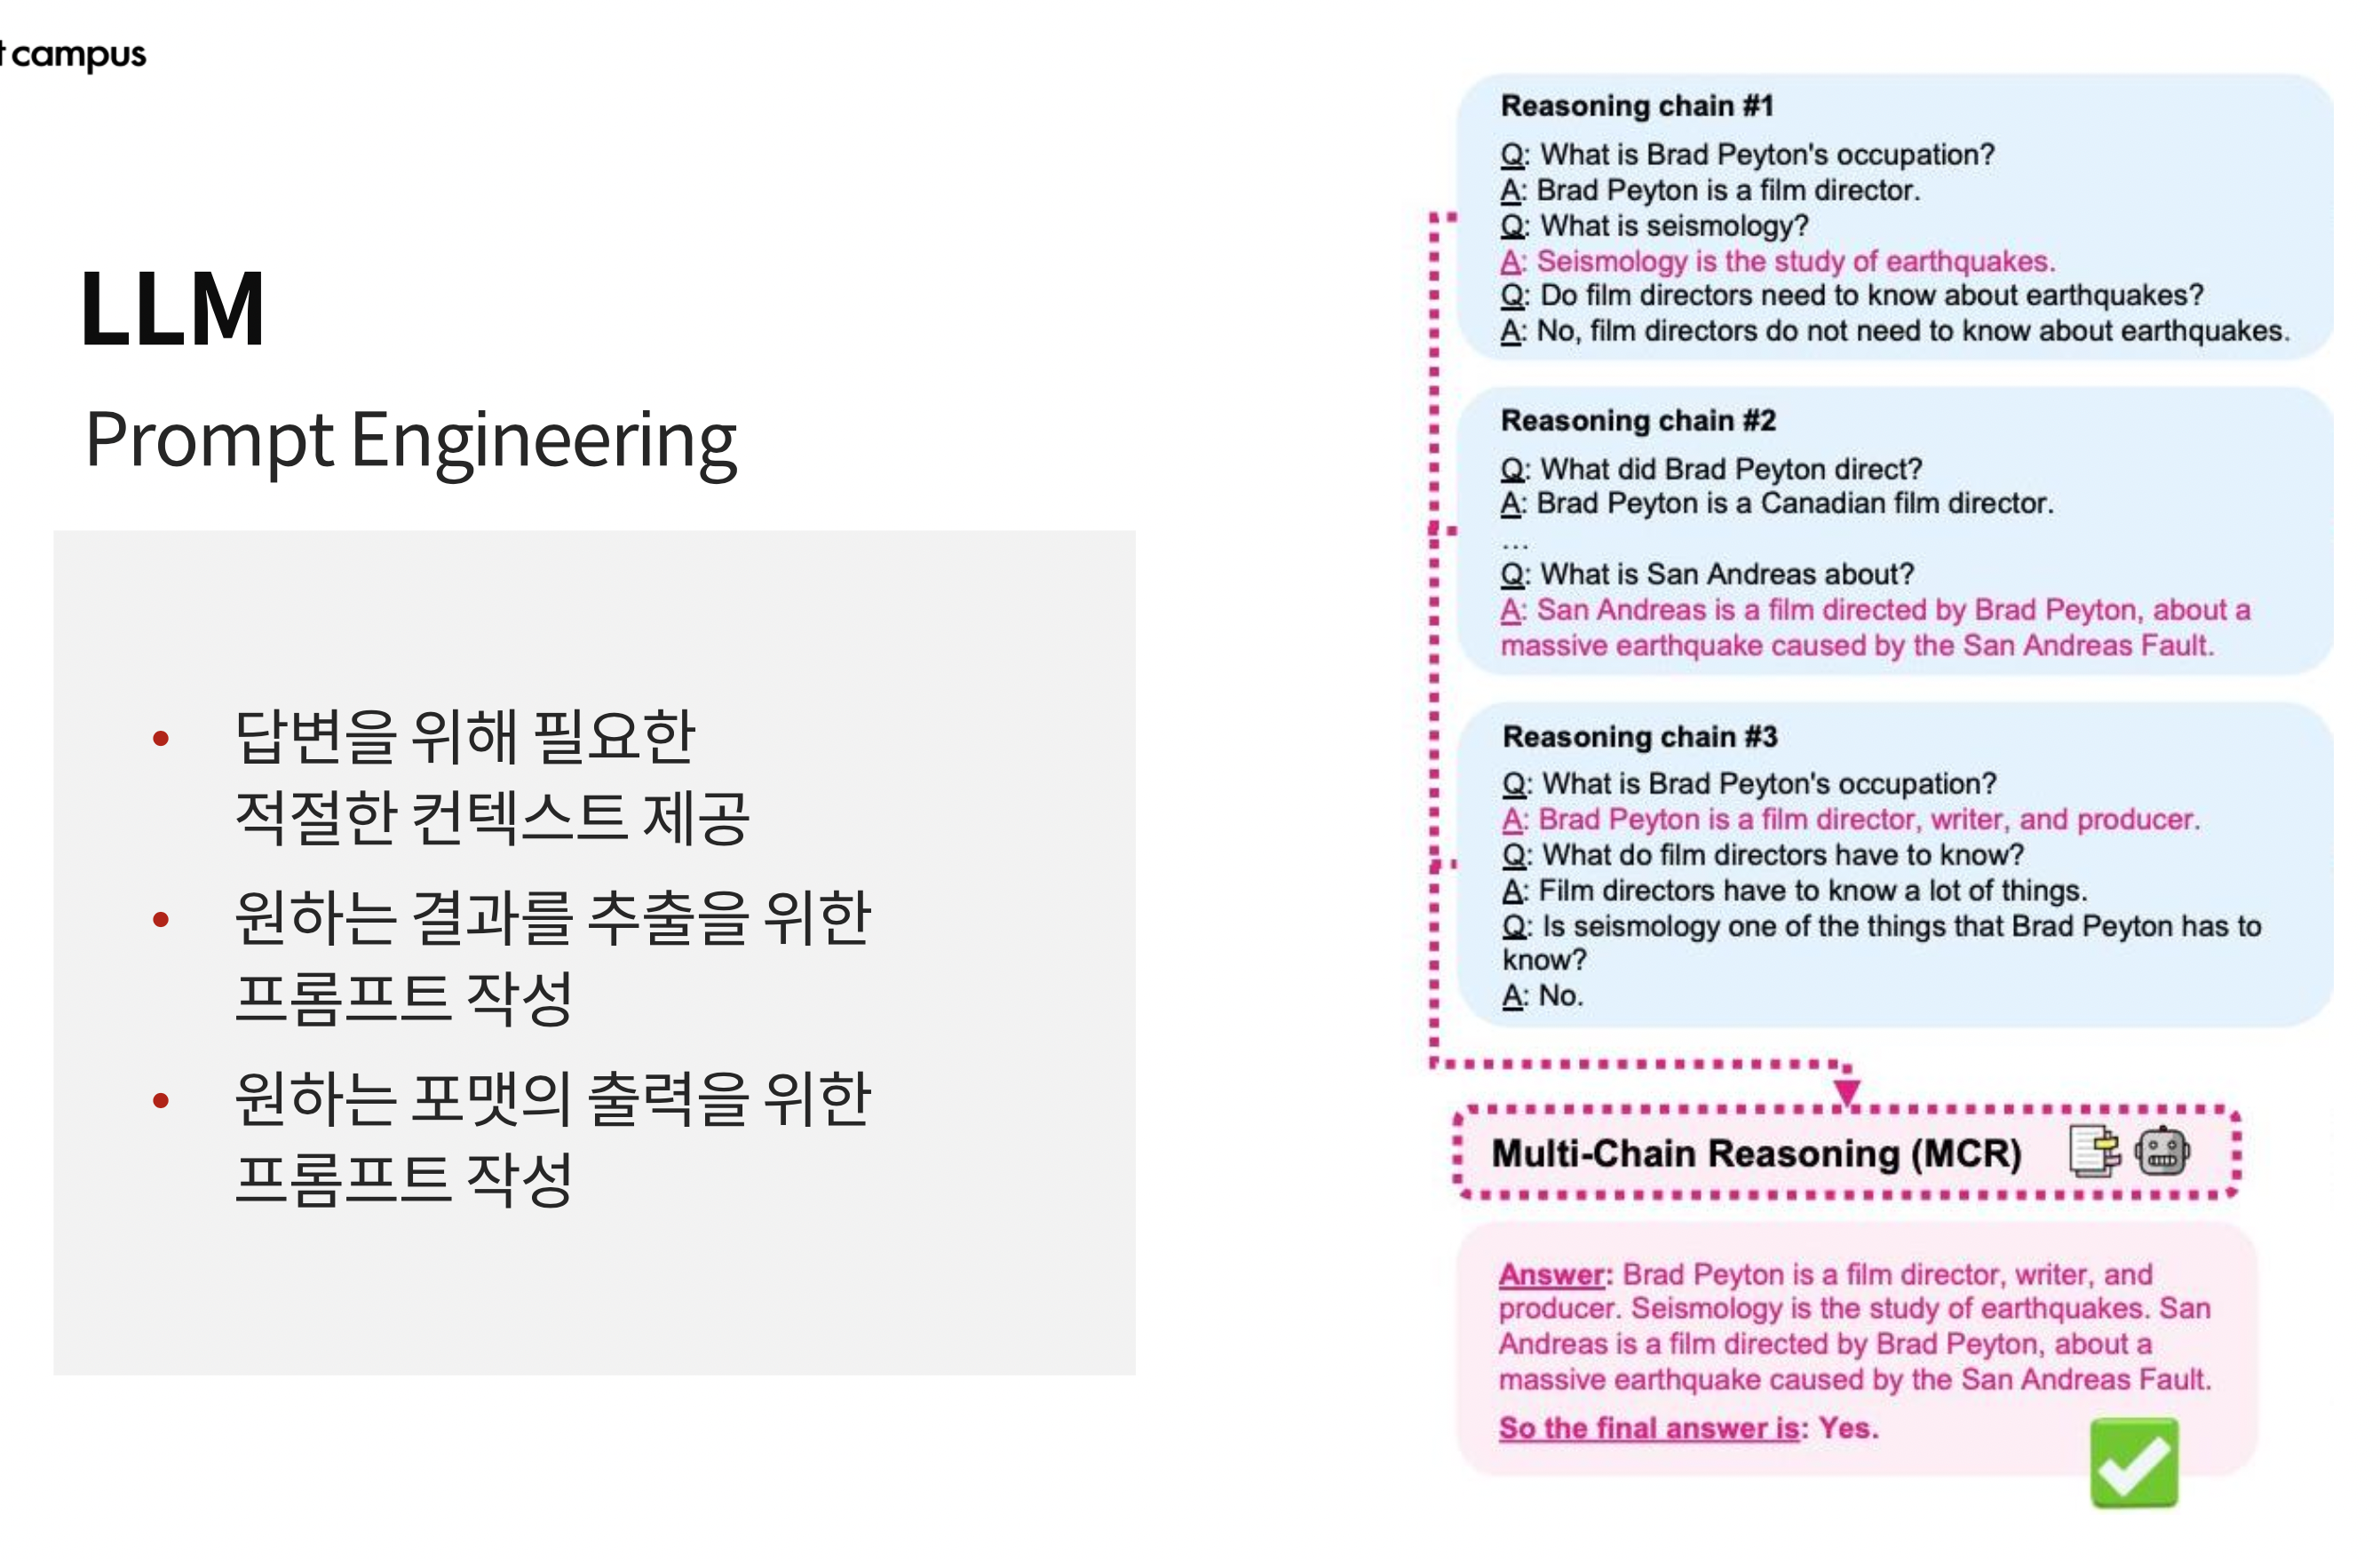 t campus
LLM
Prompt Engineering
• 답변을 위해 필요한
적절한 컨텍스트 제공
• 원하는 결과를 추출을 위한
프롬프트 작성
• 원하는 포맷의 출력을 위한
프롬프트 작성
Reasoning chain #1
Q: What is Brad Peyton's occupation?
A: Brad Peyton is a film director.
Q: What is seismology?
A: Seismology is the study of earthquakes.
Q: Do film directors need to know about earthquakes?
A: No, film directors do not need to know about earthquakes.
Reasoning chain #2
Q: What did Brad Peyton direct?
A: Brad Peyton is a Canadian film director.
...
Q: What is San Andreas about?
A: San Andreas is a film directed by Brad Peyton, about a
massive earthquake caused by the San Andreas Fault.
Reasoning chain #3
Q: What is Brad Peyton's occupation?
A: Brad Peyton is a film director, writer, and producer.
Q: What do film directors have to know?
A: Film directors have to know a lot of things.
Q: Is seismology one of the things that Brad Peyton has to
know?
A: No.
Multi-Chain Reasoning (MCR)
Answer: Brad Peyton is a film director, writer, and
producer. Seismology is the study of earthquakes. San
Andreas is a film directed by Brad Peyton, about a
massive earthquake caused by the San Andreas Fault.
So the final answer is: Yes.